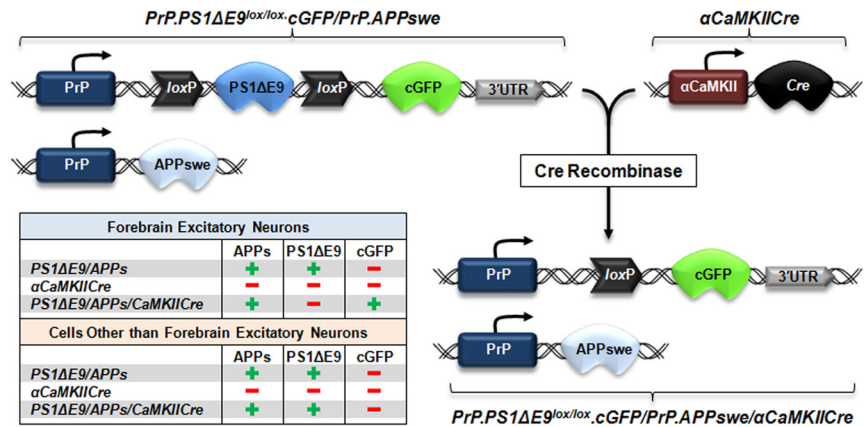 PrP.PS1ΔE9lox/lox.cGFP/PrP.APPswe
αCaMKIICre
PrP loxP PS1ΔE9 loxP cGFP 3'UTR
αCaMKII Cre
PrP APPswe
Cre Recombinase
Forebrain Excitatory Neurons
APPs PS1ΔE9 cGFP
PS1ΔE9/APPs + + −
αCaMKIICre − − −
PS1ΔE9/APPs/CaMKIICre + − +
Cells Other than Forebrain Excitatory Neurons
APPs PS1ΔE9 cGFP
PS1ΔE9/APPs + + −
αCaMKIICre − − −
PS1ΔE9/APPs/CaMKIICre + + −
PrP loxP cGFP 3'UTR
PrP APPswe
PrP.PS1ΔE9lox/lox.cGFP/PrP.APPswe/αCaMKIICre